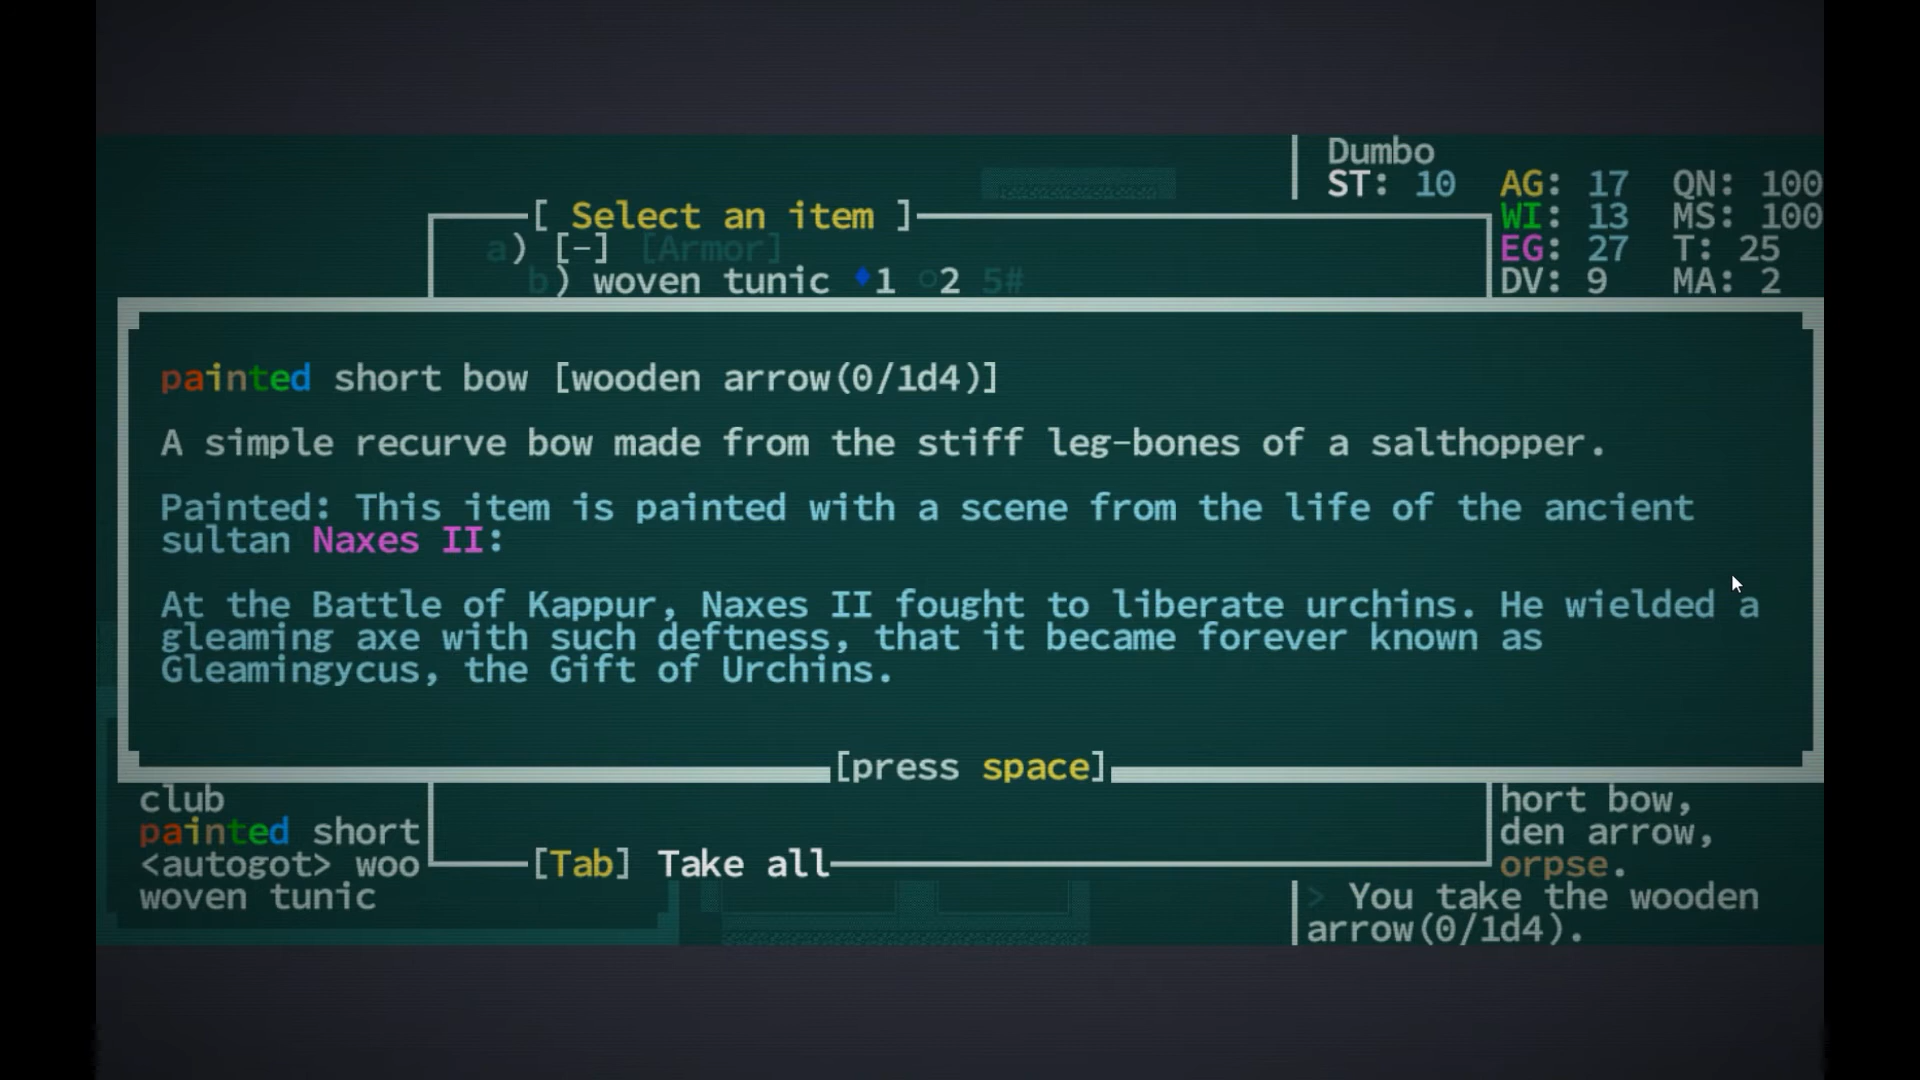 Dumbo
ST: 10 AG: 17 QN: 100
[ Select an item ] WI: 13 MS: 100
a) [-] [Armor] EG: 27 T: 25
b) woven tunic ♦1 ○2 5# DV: 9 MA: 2
painted short bow [wooden arrow(0/1d4)]
A simple recurve bow made from the stiff leg-bones of a salthopper.
Painted: This item is painted with a scene from the life of the ancient
sultan Naxes II:
At the Battle of Kappur, Naxes II fought to liberate urchins. He wielded a
gleaming axe with such deftness, that it became forever known as
Gleamingycus, the Gift of Urchins.
[press space]
club hort bow,
painted short den arrow,
<autogot> woo [Tab] Take all orpse.
woven tunic > You take the wooden
arrow(0/1d4).